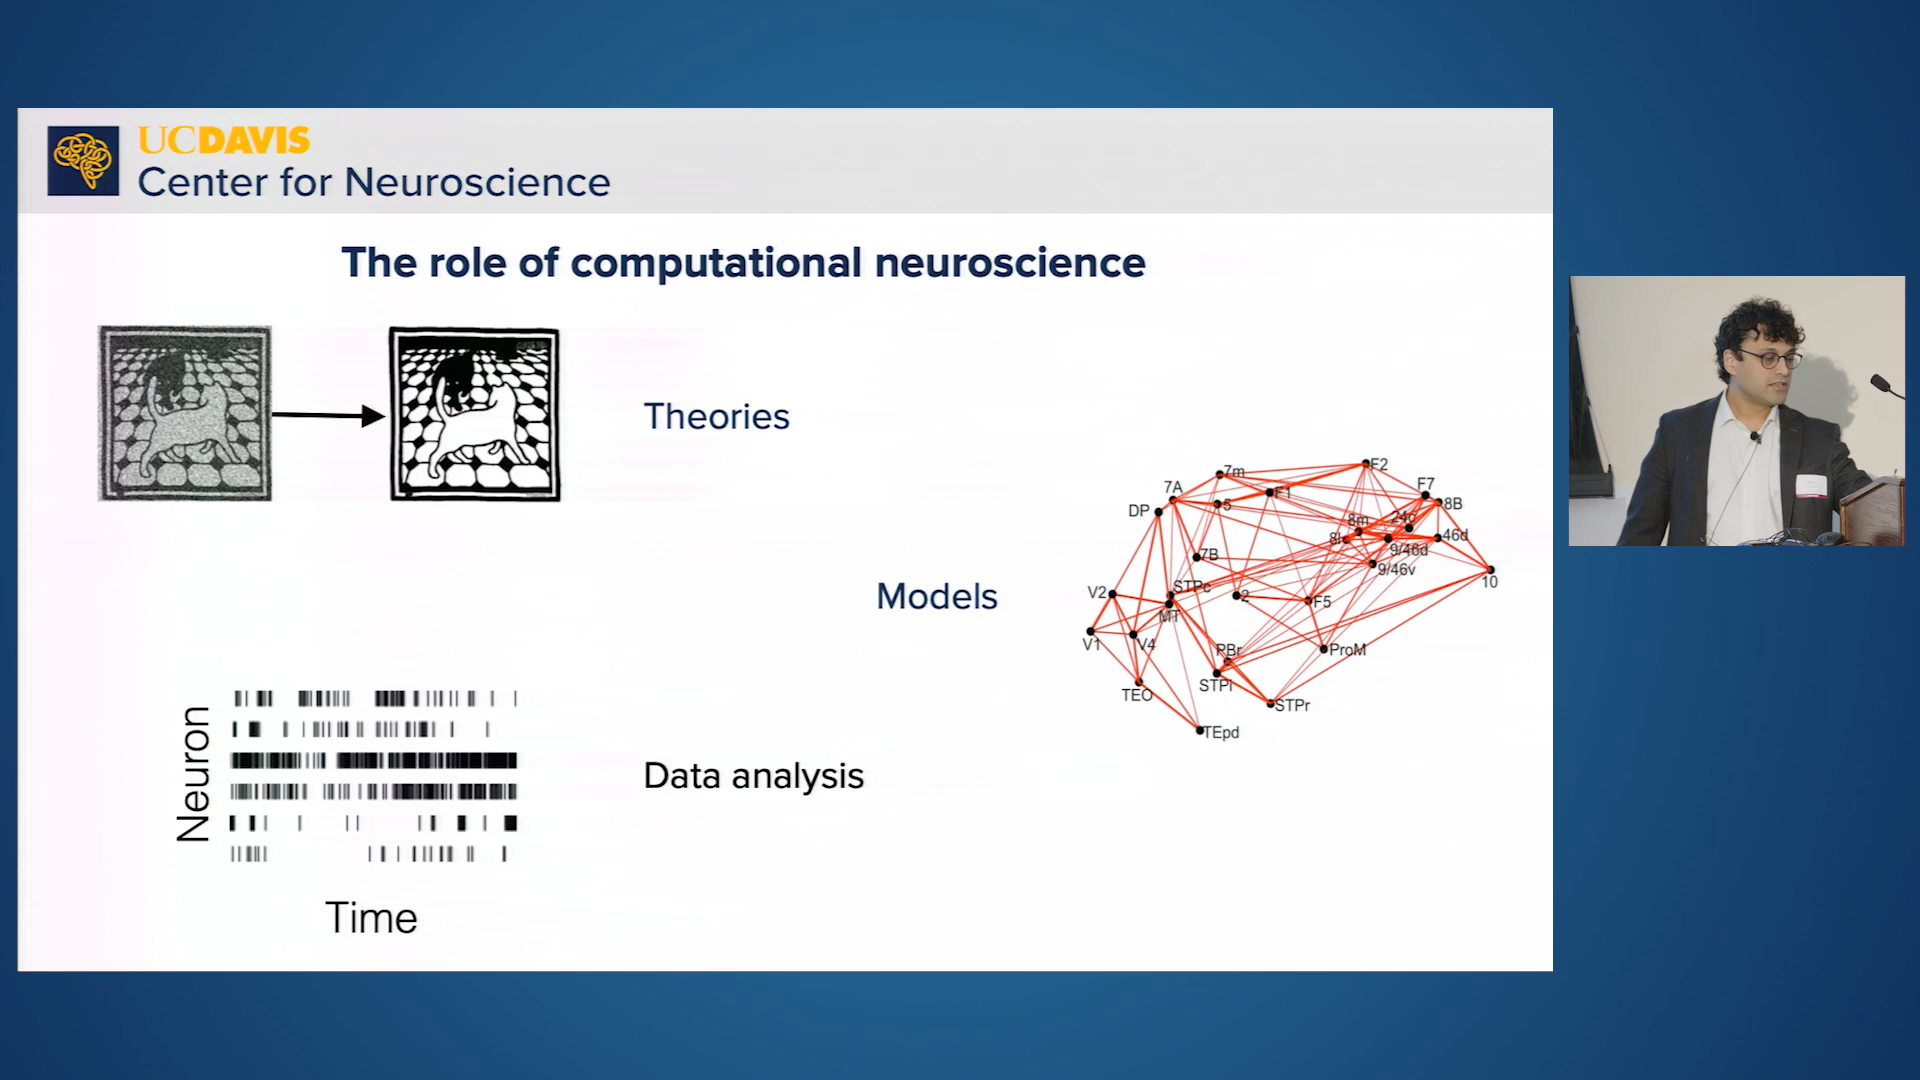 UCDAVIS
Center for Neuroscience
The role of computational neuroscience
Theories
Models
Data analysis
Neuron
Time
7m
F2
7A
F1
F7
5
8B
DP
8m
24c
8l
46d
9/46d
7B
9/46v
10
STPc
V2
2
F5
MT
V1
V4
PBr
ProM
STPi
TEO
STPr
TEpd